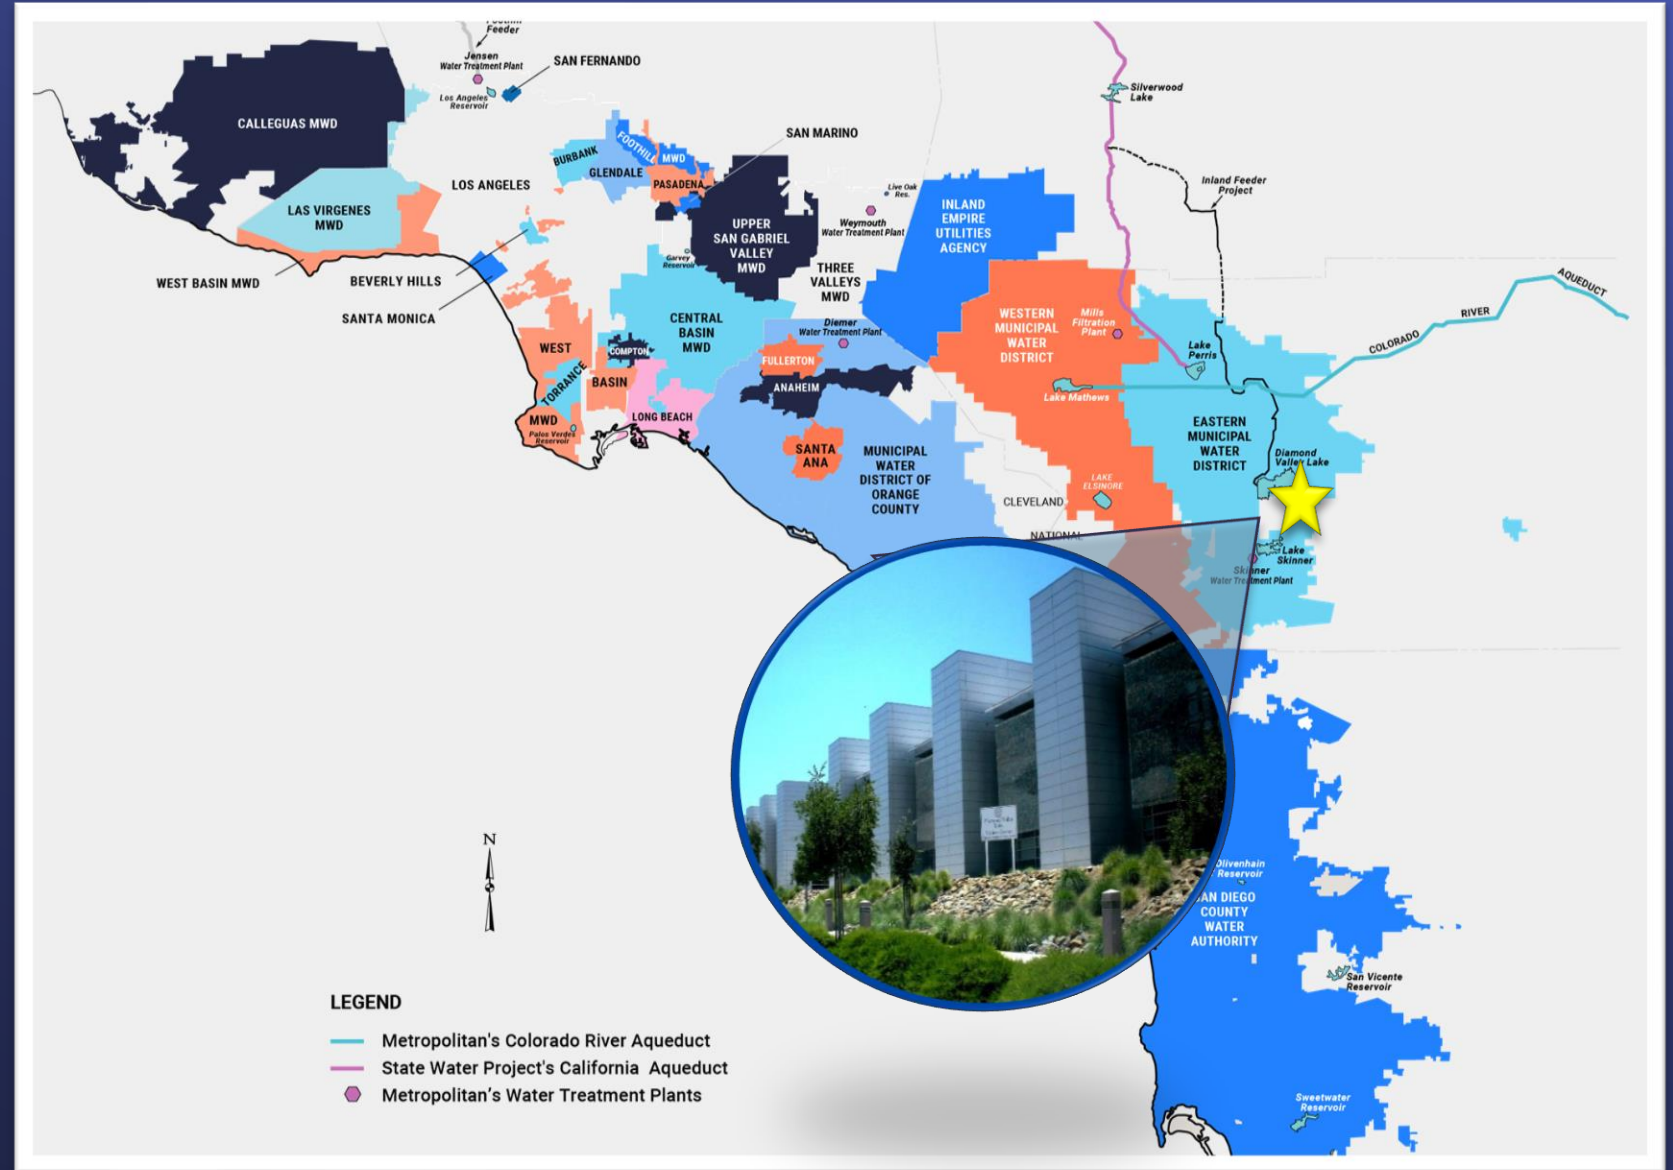 Feeder
Jensen
Water Treatment Plant
SAN FERNANDO
Los Angeles
Reservoir
Silverwood
Lake
CALLEGUAS MWD
SAN MARINO
FOOTHILL
MWD
BURBANK
GLENDALE
PASADENA
LOS ANGELES
Live Oak
Res.
Inland Feeder
Project
LAS VIRGENES
MWD
INLAND
EMPIRE
UTILITIES
AGENCY
Weymouth
Water Treatment Plant
UPPER
SAN GABRIEL
VALLEY
MWD
Garvey
Reservoir
THREE
VALLEYS
MWD
WEST BASIN MWD
BEVERLY HILLS
SANTA MONICA
COLORADO
RIVER
AQUEDUCT
WESTERN
MUNICIPAL
WATER
DISTRICT
Mills
Filtration
Plant
CENTRAL
BASIN
MWD
Diemer
Water Treatment Plant
Lake
Perris
WEST
COMPTON
FULLERTON
BASIN
TORRANCE
ANAHEIM
Lake Mathews
MWD
LONG BEACH
Palos Verdes
Reservoir
EASTERN
MUNICIPAL
WATER
DISTRICT
SANTA
ANA
MUNICIPAL
WATER
DISTRICT OF
ORANGE
COUNTY
Diamond
Valley Lake
LAKE
ELSINORE
CLEVELAND
NATIONAL
Lake
Skinner
Skinner
Water Treatment Plant
Olivenhain
Reservoir
SAN DIEGO
COUNTY
WATER
AUTHORITY
San Vicente
Reservoir
Sweetwater
Reservoir
N
LEGEND
Metropolitan's Colorado River Aqueduct
State Water Project's California Aqueduct
Metropolitan's Water Treatment Plants